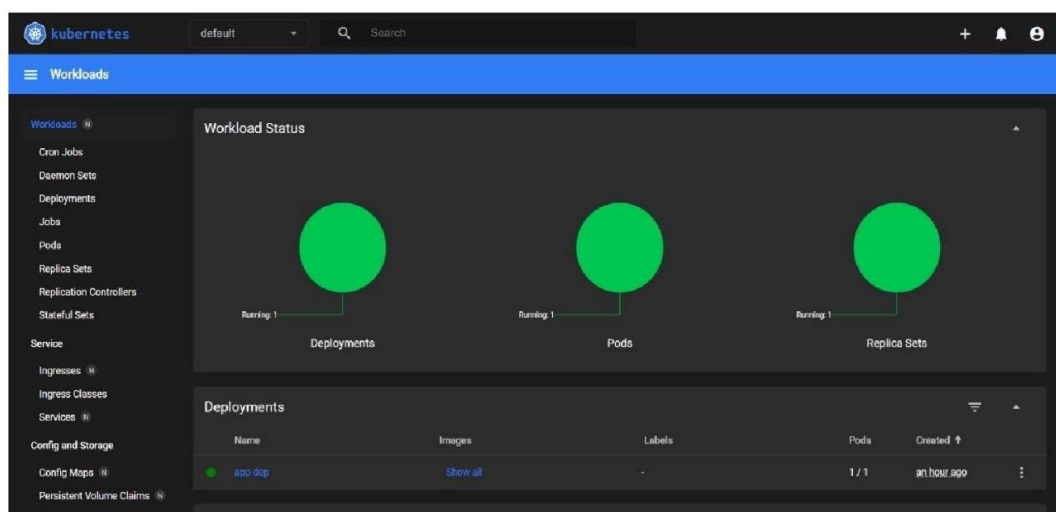 kubernetes default Search
Workloads
Workloads N
Cron Jobs
Daemon Sets
Deployments
Jobs
Pods
Replica Sets
Replication Controllers
Stateful Sets
Service
Ingresses N
Ingress Classes
Services N
Config and Storage
Config Maps N
Persistent Volume Claims N
Workload Status
Running: 1
Deployments
Running: 1
Pods
Running: 1
Replica Sets
Deployments
Name Images Labels Pods Created ↑
app-dep Show all - 1 / 1 an hour ago